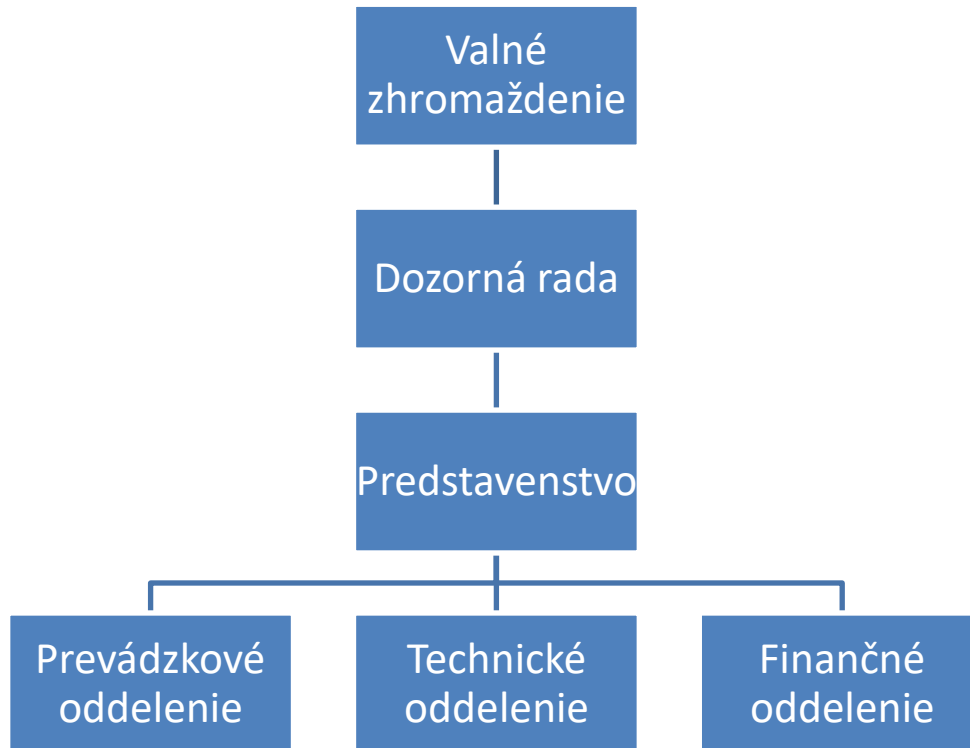 Valné
zhromaždenie
Dozorná rada
Predstavenstvo
Prevádzkové
oddelenie
Technické
oddelenie
Finančné
oddelenie